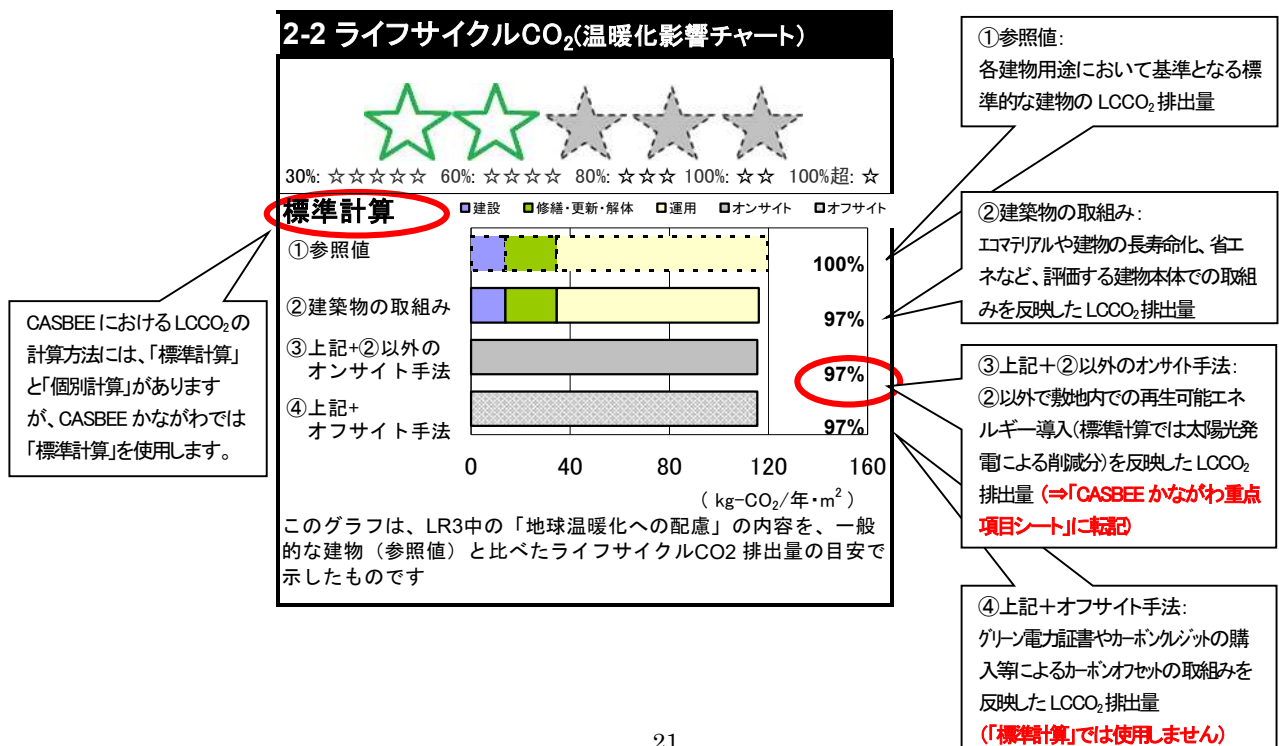 2-2 ライフサイクルCO₂(温暖化影響チャート)
30%: ☆☆☆☆☆ 60%: ☆☆☆☆ 80%: ☆☆☆ 100%: ☆☆ 100%超: ☆
標準計算
■建設 ■修繕・更新・解体 □運用 ■オンサイト □オフサイト
①参照値
100%
②建築物の取組み
97%
③上記+②以外の
オンサイト手法
97%
④上記+
オフサイト手法
97%
0 40 80 120 160
( kg-CO₂/年・m² )
このグラフは、LR3中の「地球温暖化への配慮」の内容を、一般
的な建物（参照値）と比べたライフサイクルCO2 排出量の目安で
示したものです
CASBEE における LCCO₂の
計算方法には、「標準計算」
と「個別計算」があります
が、CASBEE かながわでは
「標準計算」を使用します。
①参照値:
各建物用途において基準となる標
準的な建物の LCCO₂ 排出量
②建築物の取組み:
エコマテリアルや建物の長寿命化、省エ
ネなど、評価する建物本体での取組
みを反映した LCCO₂ 排出量
③上記＋②以外のオンサイト手法:
②以外で敷地内での再生可能エネ
ルギー導入(標準計算では太陽光発
電による削減分)を反映した LCCO₂
排出量 (⇒「CASBEE かながわ重点
項目シート」に転記)
④上記＋オフサイト手法:
グリーン電力証書やカーボンクレジットの購
入等によるカーボンオフセットの取組みを
反映した LCCO₂ 排出量
(「標準計算」では使用しません)
21